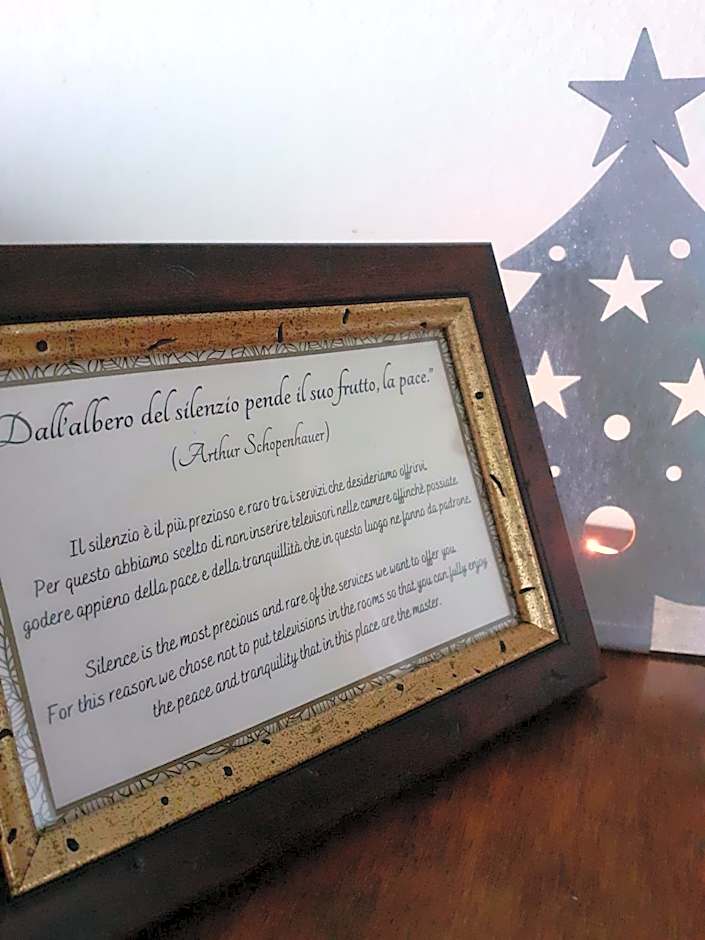 Dall'albero del silenzio pende il suo frutto, la pace."
(Arthur Schopenhauer)
Il silenzio è il più prezioso e raro tra i servizi che desideriamo offrirvi.
Per questo abbiamo scelto di non inserire televisori nelle camere affinchè possiate
godere appieno della pace e della tranquillità che in questo luogo ne fanno da padrone.
Silence is the most precious and rare of the services we want to offer you.
For this reason we chose not to put televisions in the rooms so that you can fully enjoy
the peace and tranquility that in this place are the master.